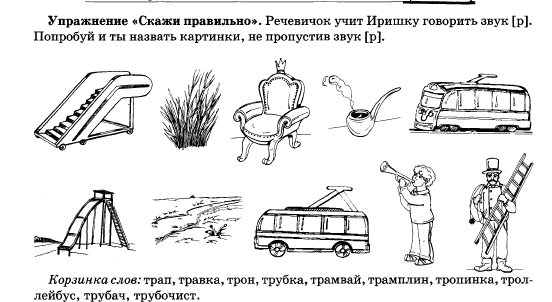 Упражнение «Скажи правильно». Речевичок учит Иришку говорить звук [р].
Попробуй и ты назвать картинки, не пропустив звук [р].
Корзинка слов: трап, травка, трон, трубка, трамвай, трамплин, тропинка, трол-
лейбус, трубач, трубочист.